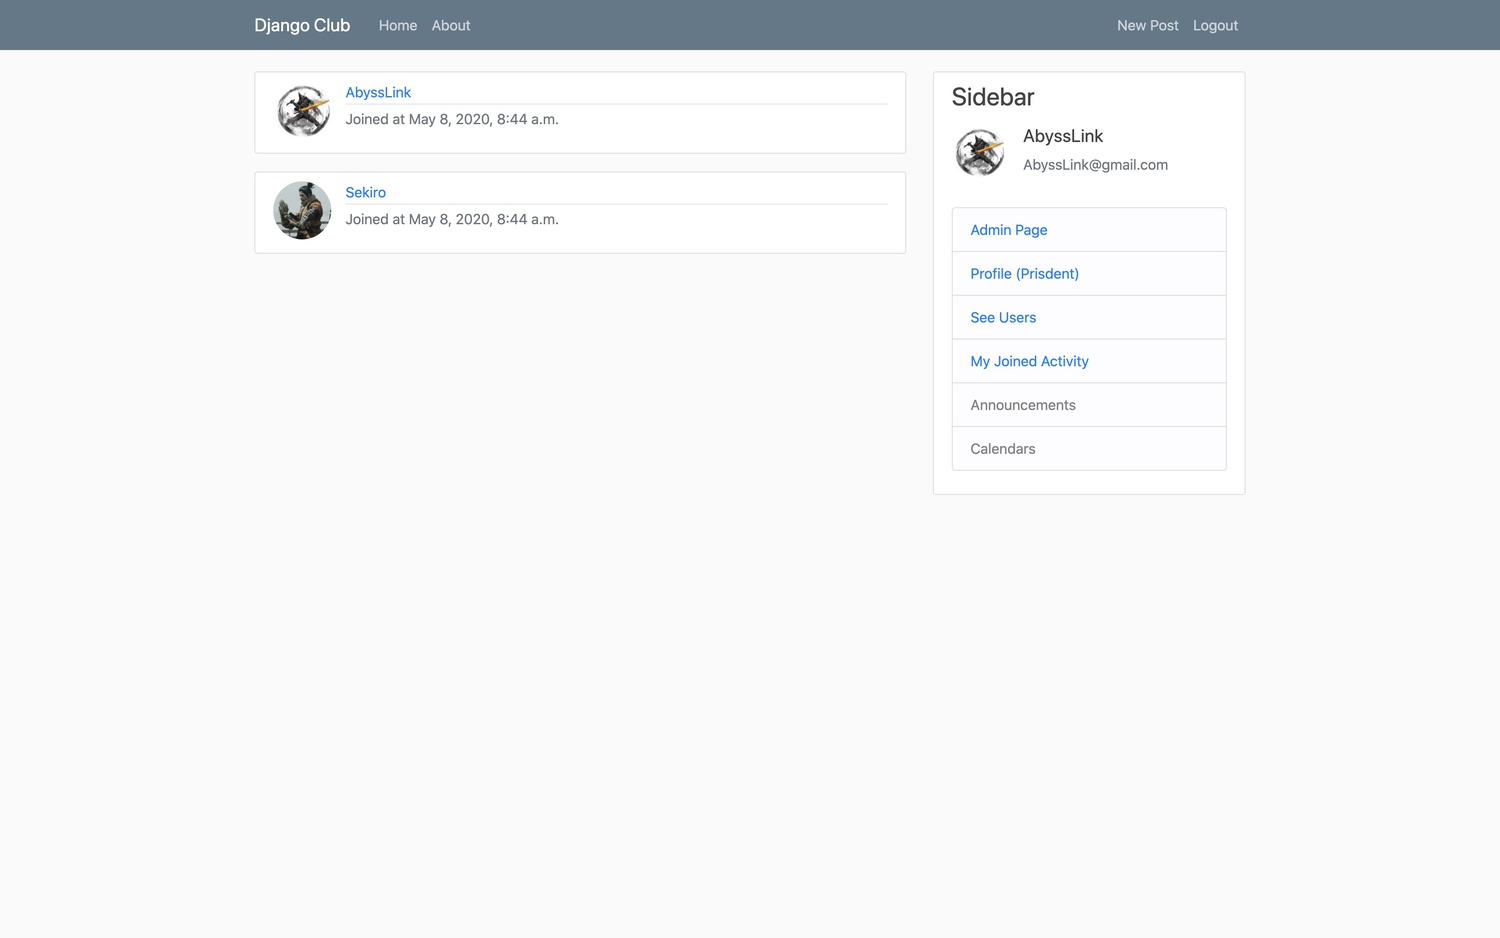 Django Club Home About New Post Logout
AbyssLink
Joined at May 8, 2020, 8:44 a.m.
Sekiro
Joined at May 8, 2020, 8:44 a.m.
Sidebar
AbyssLink
AbyssLink@gmail.com
Admin Page
Profile (Prisdent)
See Users
My Joined Activity
Announcements
Calendars